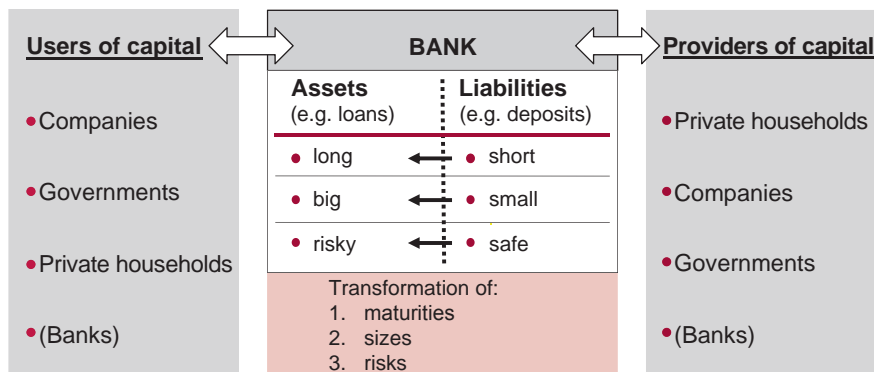 Users of capital
Companies
Governments
Private households
(Banks)
BANK
Assets
(e.g. loans)
Liabilities
(e.g. deposits)
long
short
big
small
risky
safe
Transformation of:
1. maturities
2. sizes
3. risks
Providers of capital
Private households
Companies
Governments
(Banks)